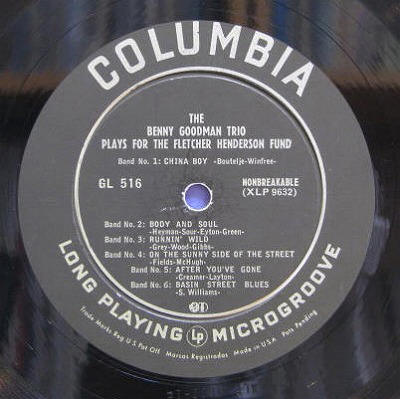 COLUMBIA
THE
BENNY GOODMAN TRIO
PLAYS FOR THE FLETCHER HENDERSON FUND
Band No. 1: CHINA BOY -Boutelje-Winfree-
GL 516
NONBREAKABLE
(XLP 9632)
Band No. 2: BODY AND SOUL
-Heyman-Sour-Eyton-Green-
Band No. 3: RUNNIN' WILD
-Grey-Wood-Gibbs-
Band No. 4: ON THE SUNNY SIDE OF THE STREET
-Fields-McHugh-
Band No. 5: AFTER YOU'VE GONE
-Creamer-Layton-
Band No. 6: BASIN STREET BLUES
-S. Williams-
LONG PLAYING Lp MICROGROOVE
Trade Marks Reg U.S Pat Off Marcas Registradas Made in U.S.A. Pats Pending